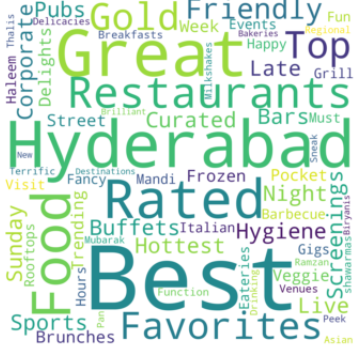 Delicacies
Pubs
Gold
Friendly
Thalis
Breakfasts
Week
Events
Bakeries
Fun
Regional
Haleem
Corporate
Delights
Great
Milkshakes
Happy
Late
Top
Grill
Restaurants
Street
Curated
Bars
Must
Brilliant
Hyderabad
New
Terrific
Destinations
Sneak
Visit
Fancy
Mandi
Frozen
Pocket
Food
Trending
Rated
Night
Barbecue
Screenings
Biryanis
shawarmas
Sunday
Rooftops
Buffets
Italian
Hygiene
Mubarak
Hottest
Eateries
Drinking
Ramzan
Gigs
Veggie
Hours
Best
Function
Venues
Live
Sports
Pan
Favorites
Peek
Brunches
Asian